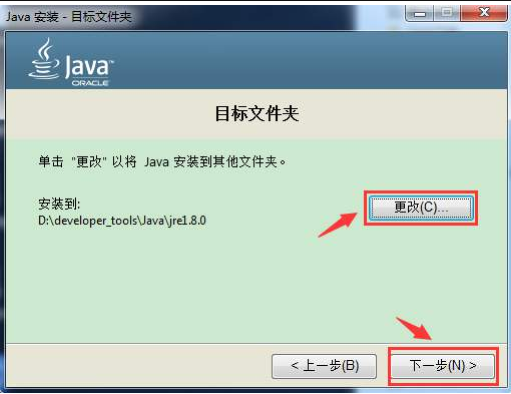 Java 安装 - 目标文件夹
Java™
ORACLE
目标文件夹
单击 "更改" 以将 Java 安装到其他文件夹。
安装到:
D:\developer_tools\Java\jre1.8.0
更改(C)...
< 上一步(B)
下一步(N) >